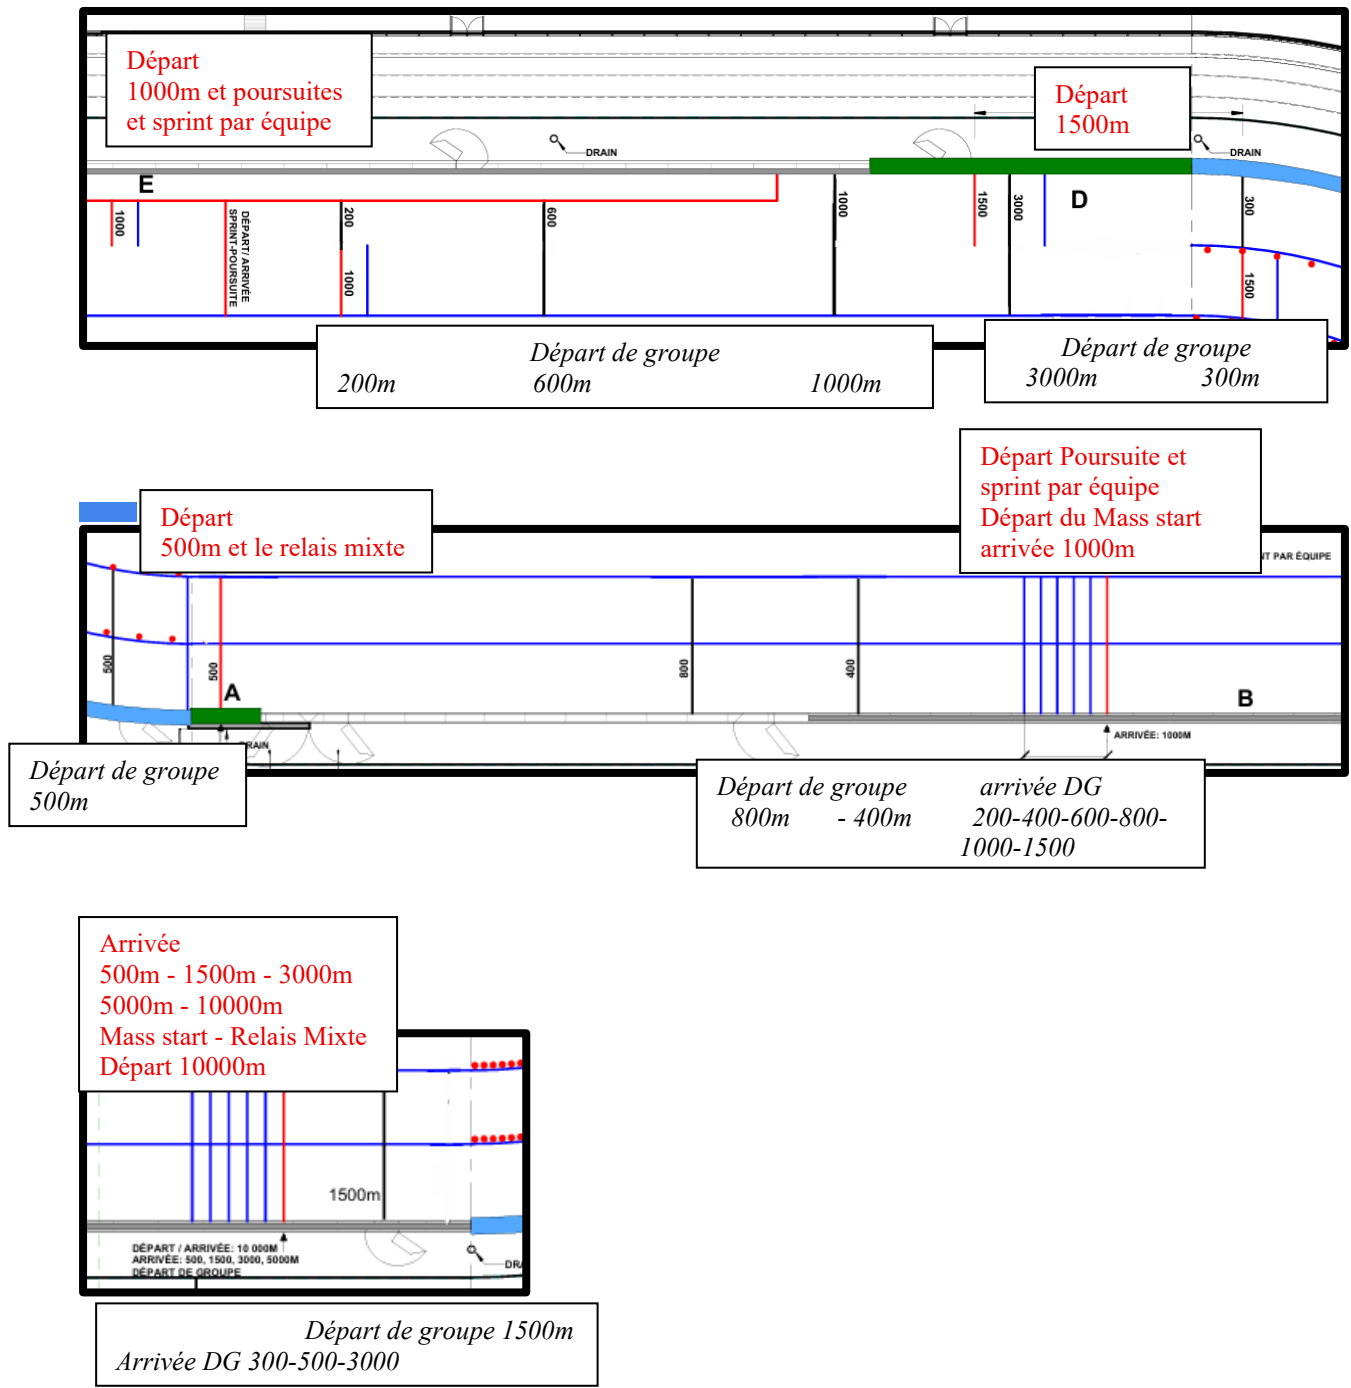 Départ
1000m et poursuites
et sprint par équipe
Départ
1500m
DRAIN
DRAIN
E
D
1000
DÉPART/ ARRIVÉE
SPRINT-POURSUITE
200
1000
600
1000
1500
3000
300
1500
Départ de groupe
200m 600m 1000m
Départ de groupe
3000m 300m
Départ
500m et le relais mixte
Départ Poursuite et
sprint par équipe
Départ du Mass start
arrivée 1000m
NT PAR ÉQUIPE
500
500
800
400
A
B
RAIN
ARRIVÉE: 1000M
Départ de groupe
500m
Départ de groupe arrivée DG
800m - 400m 200-400-600-800-
1000-1500
Arrivée
500m - 1500m - 3000m
5000m - 10000m
Mass start - Relais Mixte
Départ 10000m
1500m
DÉPART / ARRIVÉE: 10 000M
ARRIVÉE: 500, 1500, 3000, 5000M
DÉPART DE GROUPE
DRA
Départ de groupe 1500m
Arrivée DG 300-500-3000